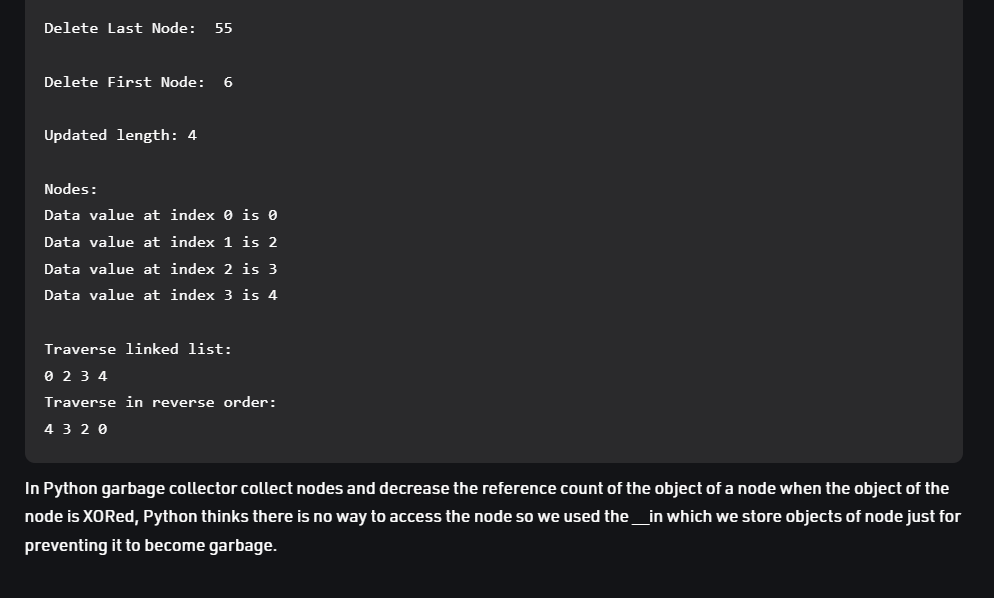 Delete Last Node:  55
Delete First Node:  6
Updated length: 4
Nodes:
Data value at index 0 is 0
Data value at index 1 is 2
Data value at index 2 is 3
Data value at index 3 is 4
Traverse linked list:
0 2 3 4
Traverse in reverse order:
4 3 2 0
In Python garbage collector collect nodes and decrease the reference count of the object of a node when the object of the
node is XORed, Python thinks there is no way to access the node so we used the __in which we store objects of node just for
preventing it to become garbage.